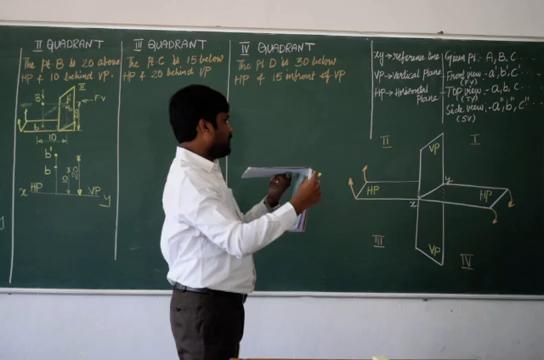 II QUADRANT
The pt B is 20 above
HP & 10 behind VP.
III QUADRANT
The pt C is 15 below
HP & 20 behind VP
IV QUADRANT
The pt D is 30 below
HP & 15 infront of VP
xy → reference line
VP → Vertical plane
HP → Horizontal
plane
Given pt. - A, B, C ...
Front view - a', b', c' ...
(FV)
Top view - a, b, c ...
(TV)
Side view - a", b", c" ...
(SV)
F.V
10
b'
b
x HP VP y
II I
VP
HP
y
HP
x
VP
III IV